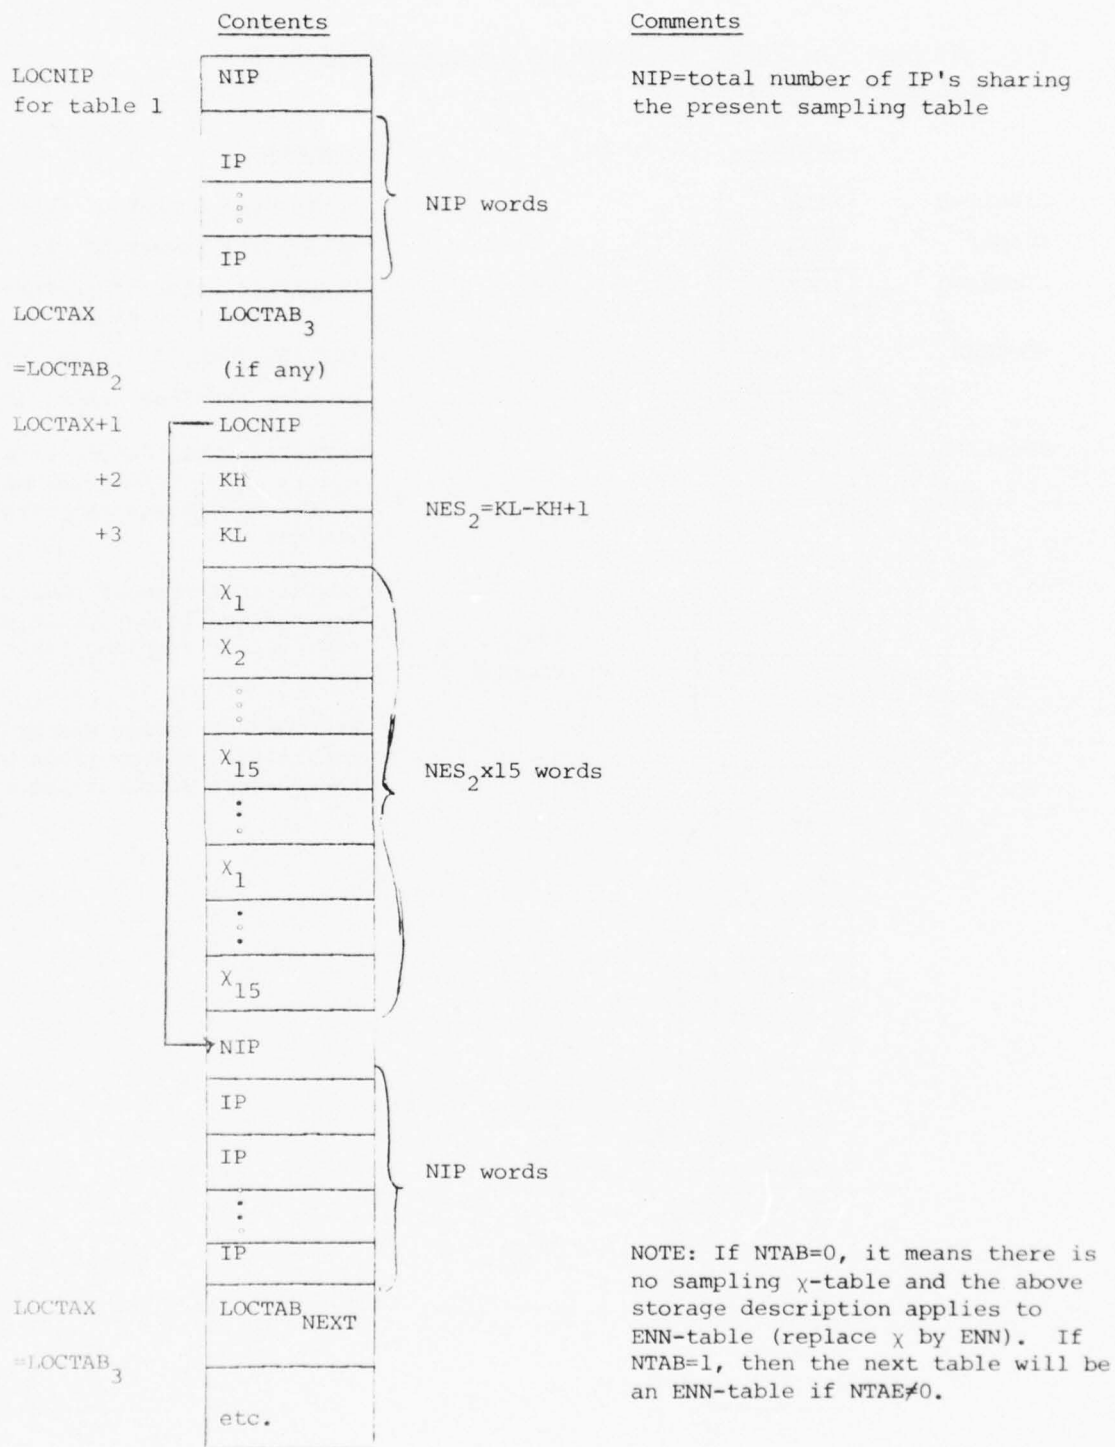 Contents Comments
LOCNIP NIP NIP=total number of IP's sharing
for table 1 the present sampling table
IP
NIP words
IP
LOCTAX LOCTAB3
=LOCTAB2 (if any)
LOCTAX+1 LOCNIP
+2 KH
NES2=KL-KH+1
+3 KL
χ1
χ2
χ15 NES2x15 words
χ1
χ15
NIP
IP
IP NIP words
IP NOTE: If NTAB=0, it means there is
no sampling χ-table and the above
LOCTAX LOCTABNEXT storage description applies to
ENN-table (replace χ by ENN). If
=LOCTAB3 NTAB=1, then the next table will be
an ENN-table if NTAE≠0.
etc.